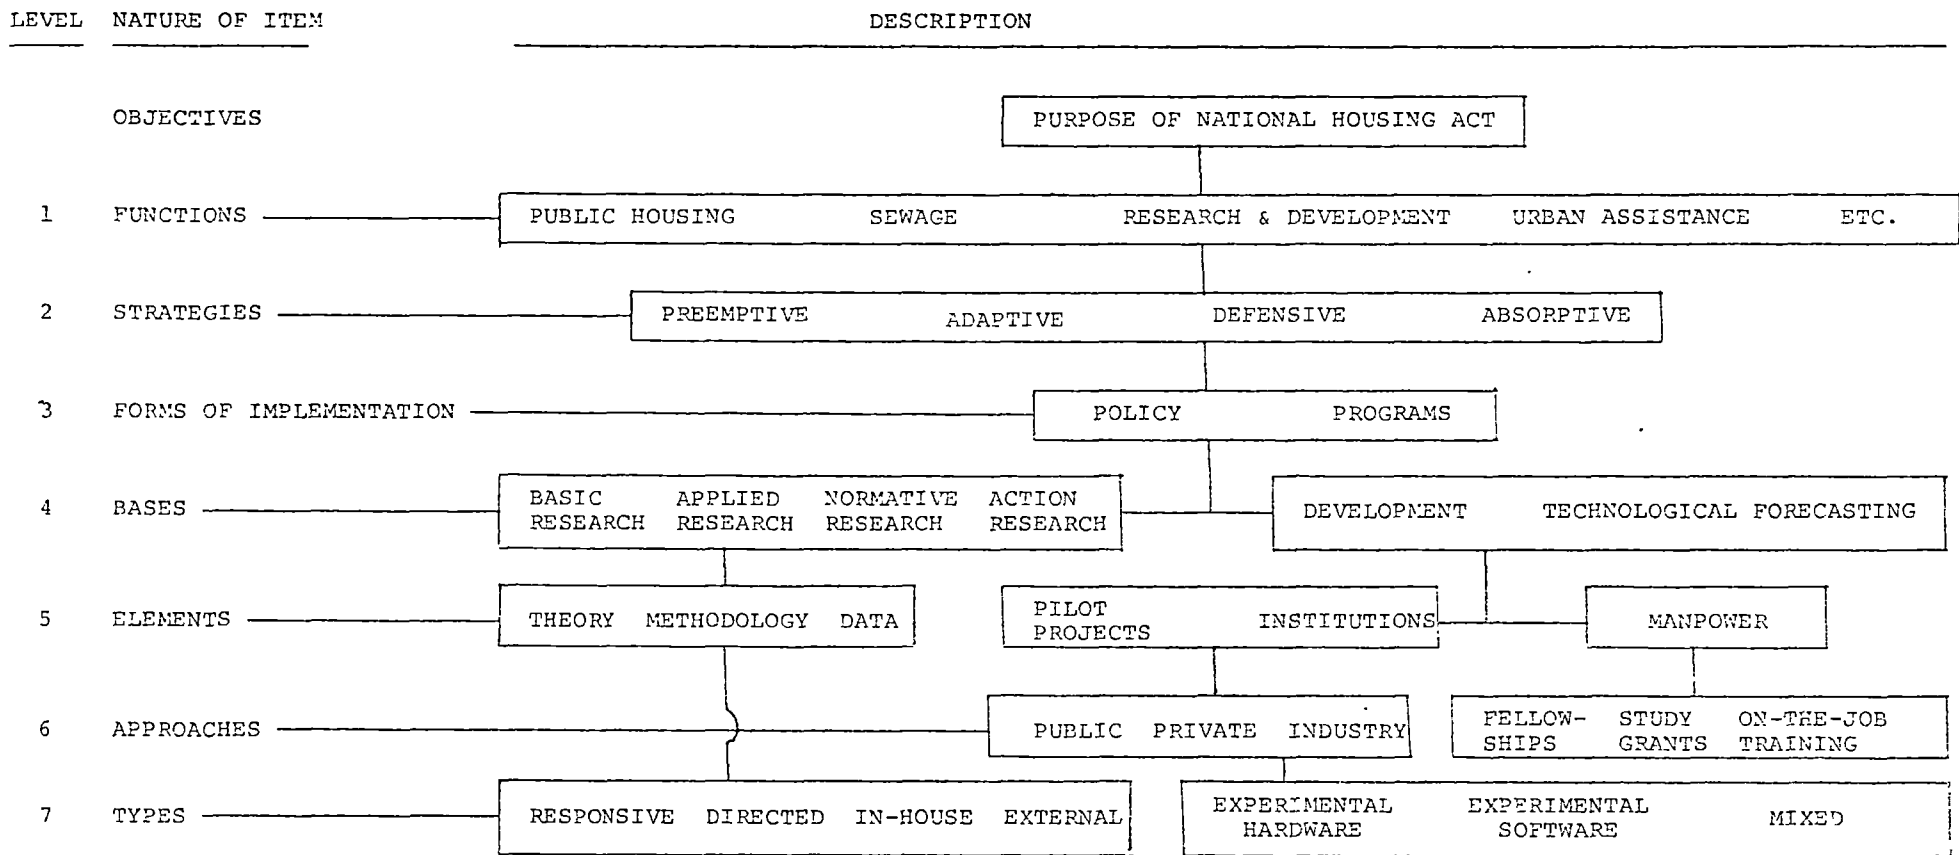 LEVEL NATURE OF ITEM DESCRIPTION
OBJECTIVES PURPOSE OF NATIONAL HOUSING ACT
1 FUNCTIONS PUBLIC HOUSING SEWAGE RESEARCH & DEVELOPMENT URBAN ASSISTANCE ETC.
2 STRATEGIES PREEMPTIVE ADAPTIVE DEFENSIVE ABSORPTIVE
3 FORMS OF IMPLEMENTATION POLICY PROGRAMS
4 BASES
BASIC APPLIED NORMATIVE ACTION
RESEARCH RESEARCH RESEARCH RESEARCH
DEVELOPMENT TECHNOLOGICAL FORECASTING
5 ELEMENTS THEORY METHODOLOGY DATA
PILOT
PROJECTS
INSTITUTIONS
MANPOWER
6 APPROACHES PUBLIC PRIVATE INDUSTRY
FELLOW- STUDY ON-THE-JOB
SHIPS GRANTS TRAINING
7 TYPES RESPONSIVE DIRECTED IN-HOUSE EXTERNAL
EXPERIMENTAL EXPERIMENTAL
HARDWARE SOFTWARE
MIXED